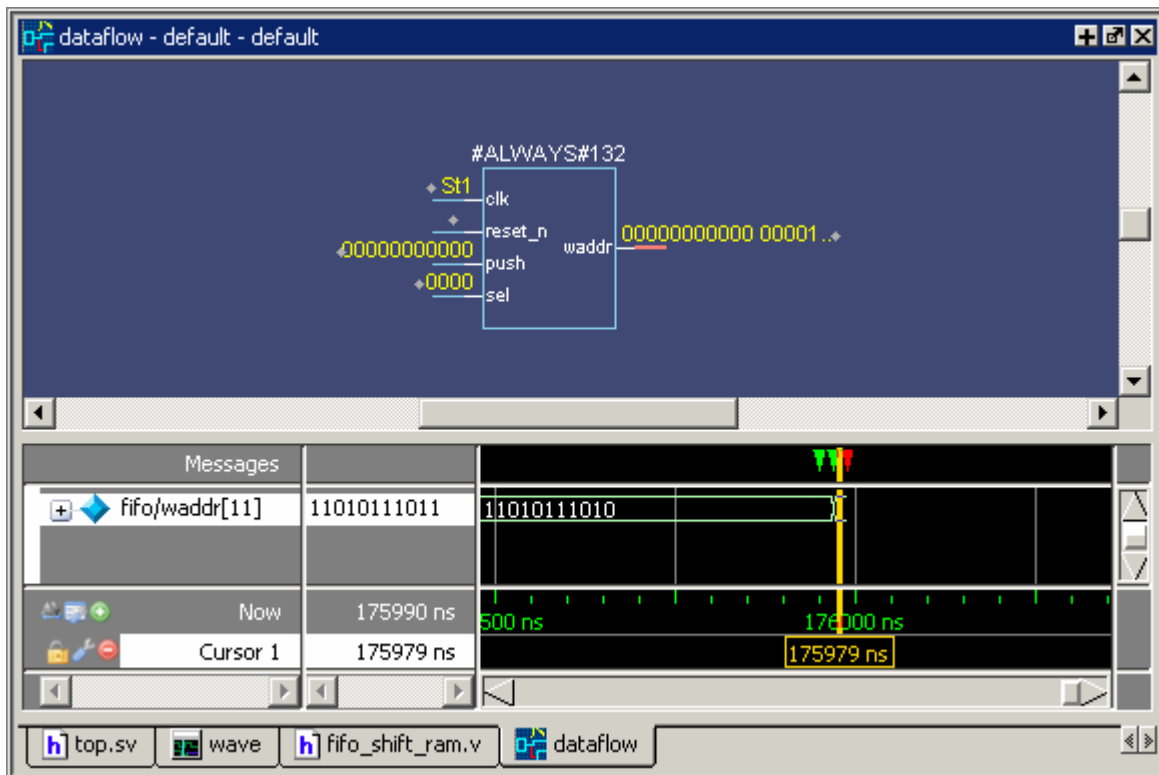 dataflow - default - default
#ALWAYS#132
St1
clk
reset_n
00000000000
push
0000
sel
waddr
00000000000 00001..
Messages
fifo/waddr[11] 11010111011 11010111010
Now 175990 ns 500 ns 176000 ns
Cursor 1 175979 ns 175979 ns
h top.sv wave h fifo_shift_ram.v dataflow